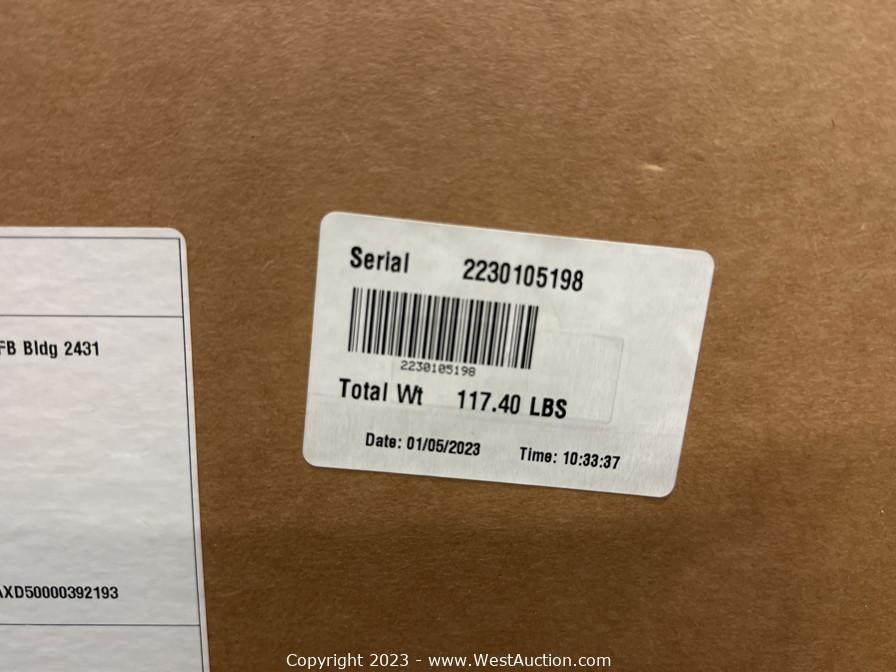 FB Bldg 2431
XD50000392193
Serial 2230105198
2230105198
Total Wt 117.40 LBS
Date: 01/05/2023 Time: 10:33:37
Copyright 2023 - www.WestAuction.com